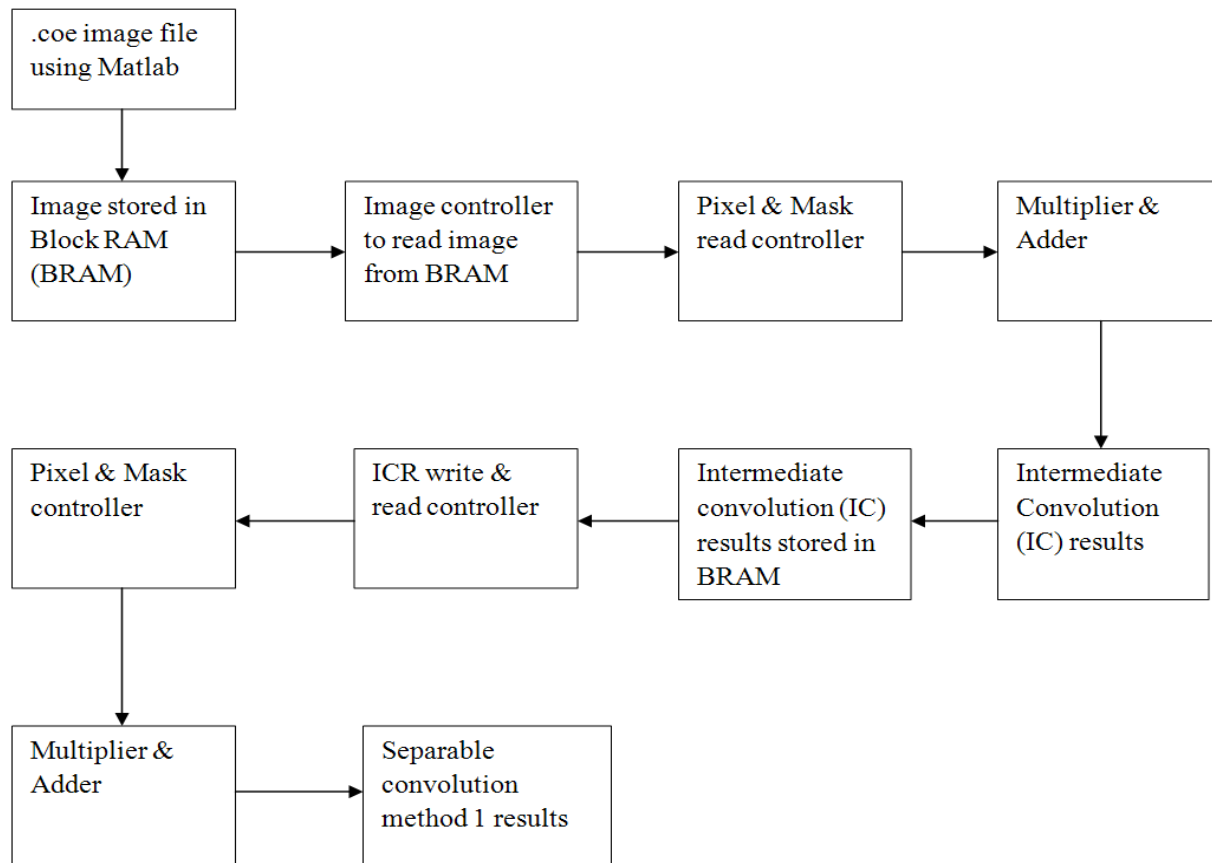 .coe image file
using Matlab
Image stored in
Block RAM
(BRAM)
Image controller
to read image
from BRAM
Pixel & Mask
read controller
Multiplier &
Adder
Pixel & Mask
controller
ICR write &
read controller
Intermediate
convolution (IC)
results stored in
BRAM
Intermediate
Convolution
(IC) results
Multiplier &
Adder
Separable
convolution
method 1 results